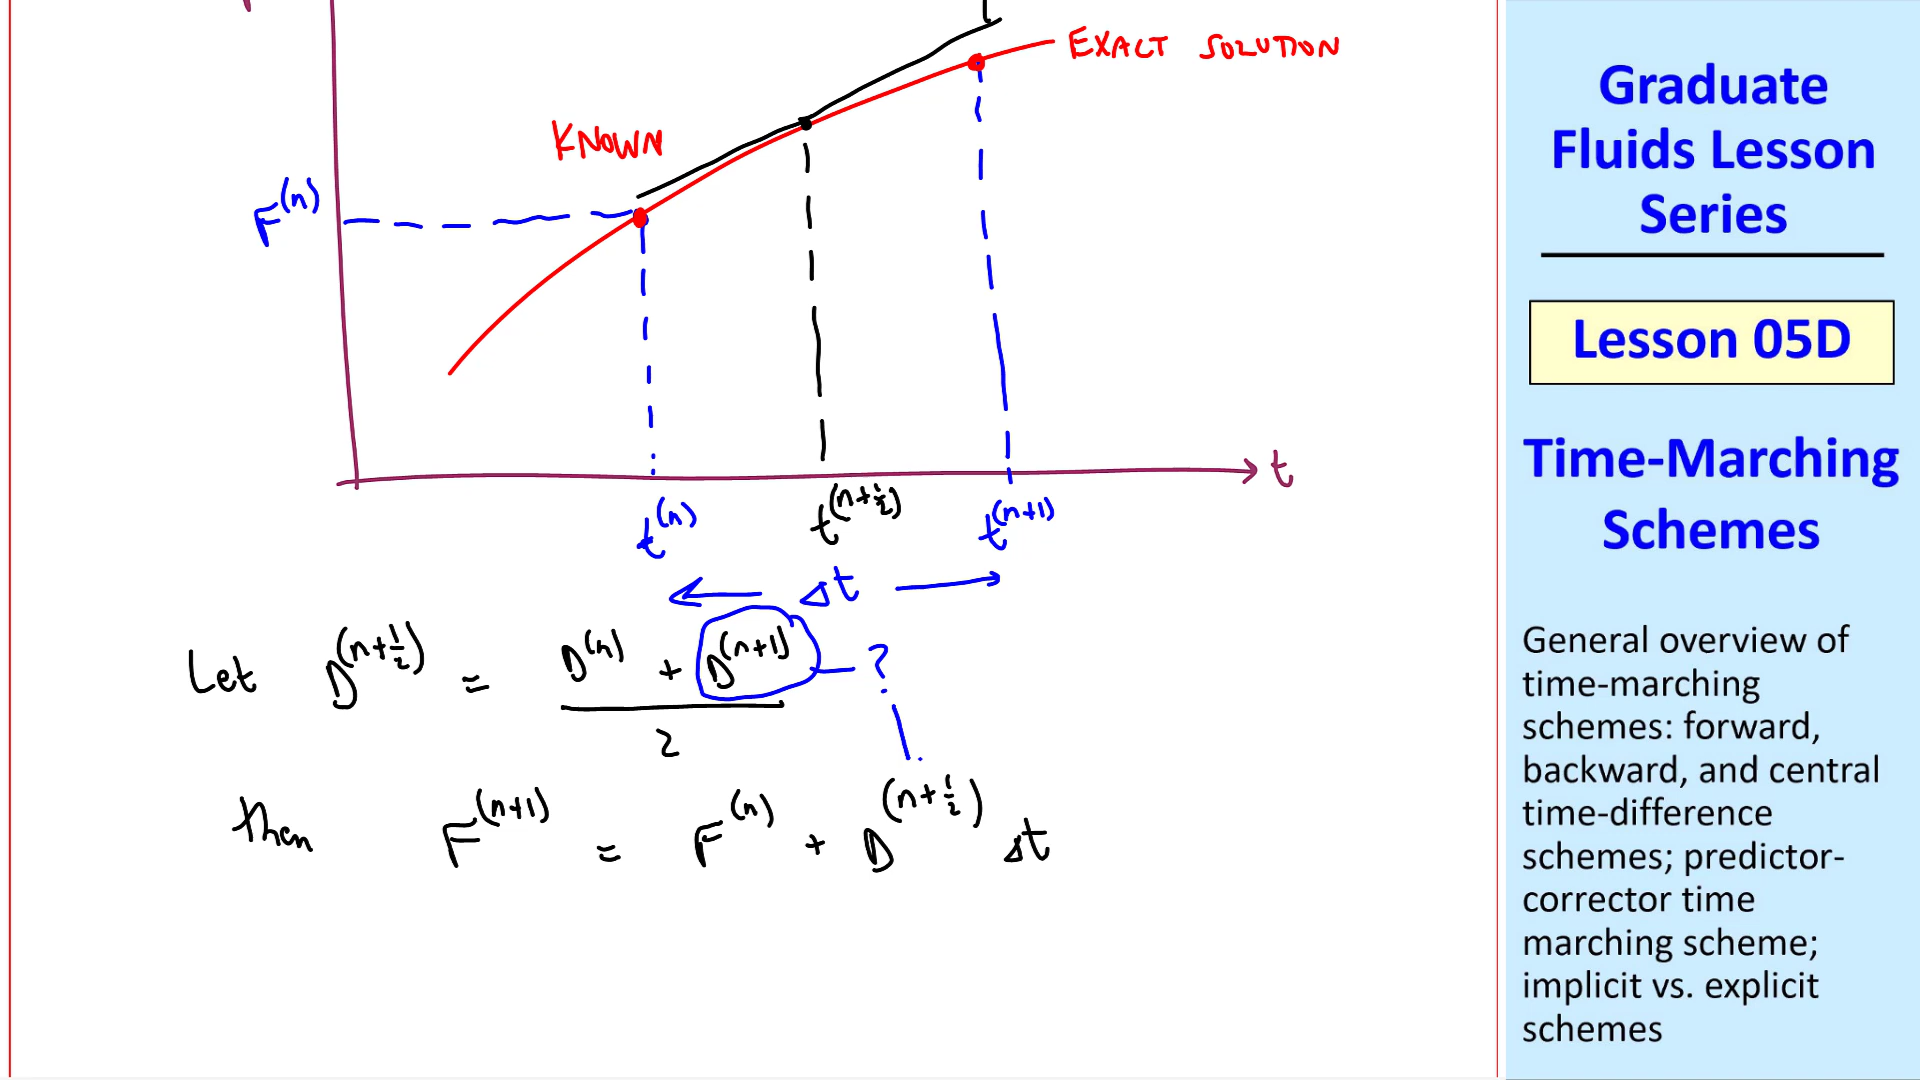 EXACT SOLUTION
KNOWN
F^(n)
t
t^(n)
t^(n+1/2)
t^(n+1)
Δt
Let D^(n+1/2) = (D^(n) + D^(n+1))/2 ?
then F^(n+1) = F^(n) + D^(n+1/2) Δt
Graduate
Fluids Lesson
Series
Lesson 05D
Time-Marching
Schemes
General overview of
time-marching
schemes: forward,
backward, and central
time-difference
schemes; predictor-
corrector time
marching scheme;
implicit vs. explicit
schemes